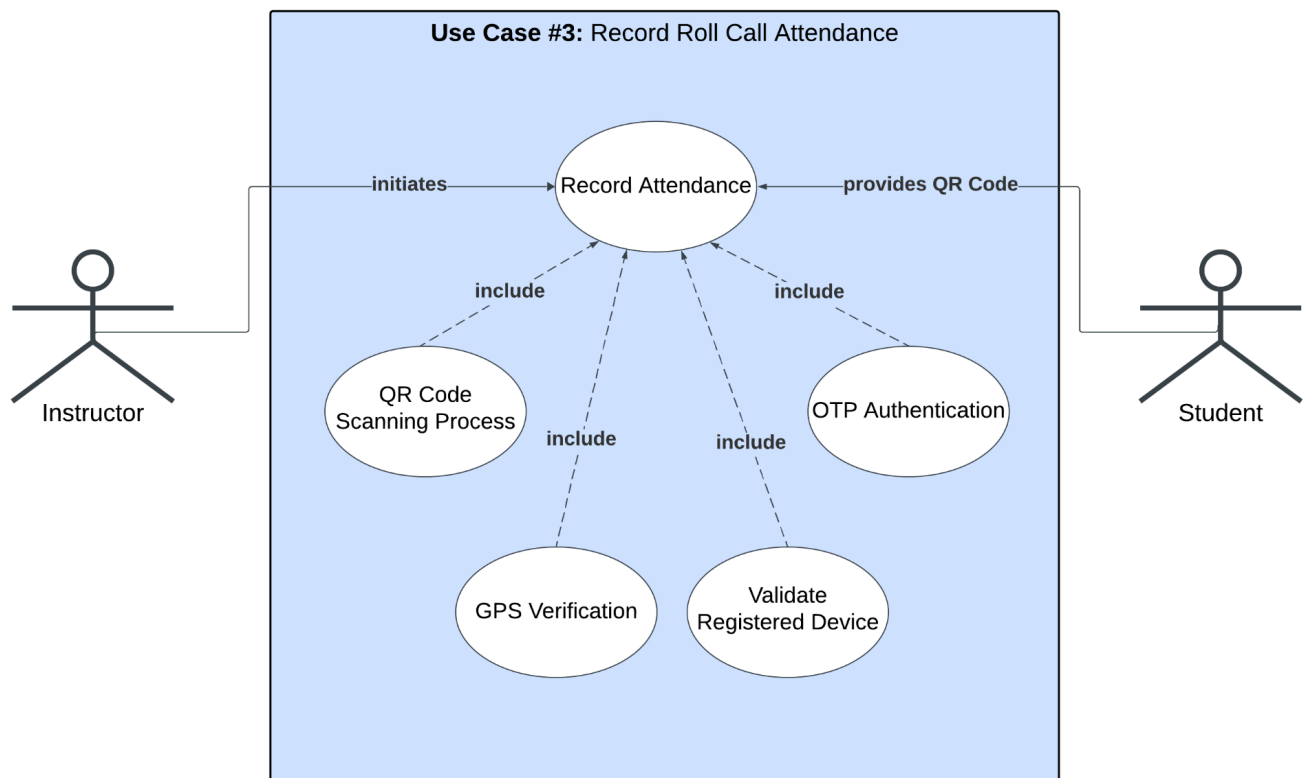 Use Case #3: Record Roll Call Attendance
initiates
Record Attendance
provides QR Code
include
include
QR Code
Scanning Process
OTP Authentication
Instructor
Student
include
include
GPS Verification
Validate
Registered Device